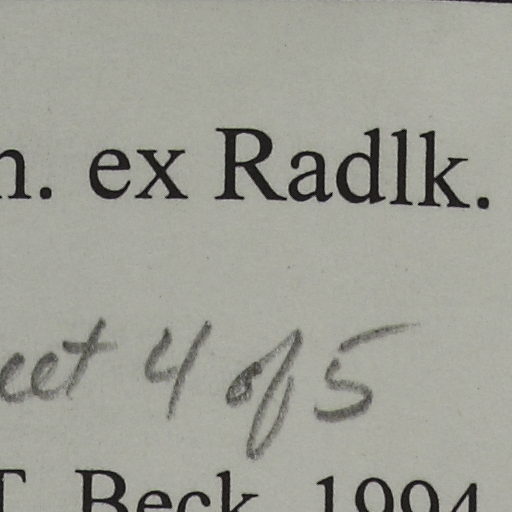 n. ex Radlk.
eet 4 of 5
T. Beck 1994